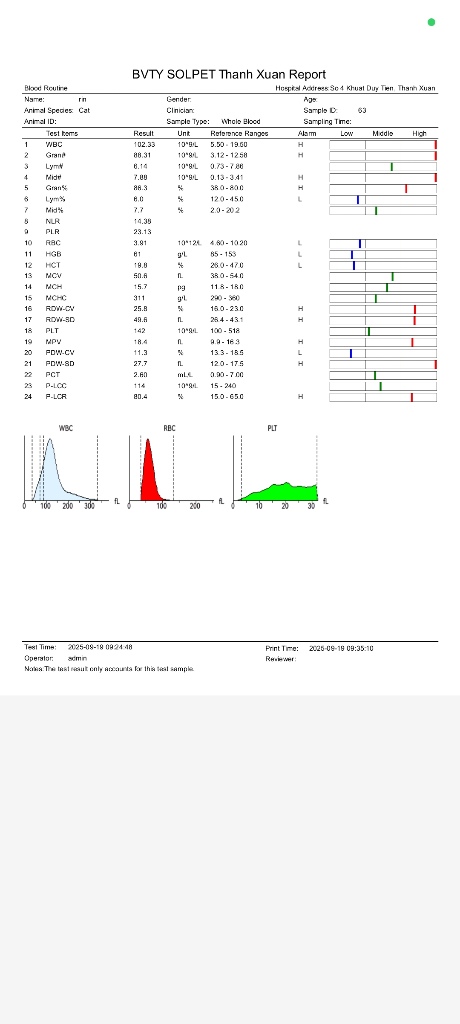 BVTY SOLPET Thanh Xuan Report
Blood Routine Hospital Address:So 4 Khuat Duy Tien. Thanh Xuan
Name: rin Gender: Age:
Animal Species: Cat Clinician: Sample ID: 63
Animal ID: Sample Type: Whole Blood Sampling Time:
Test Items Result Unit Reference Ranges Alarm Low Middle High
1 WBC 102.33 10^9/L 5.50 - 19.50 H
2 Gran# 88.31 10^9/L 3.12 - 12.58 H
3 Lym# 6.14 10^9/L 0.73 - 7.86
4 Mid# 7.88 10^9/L 0.13 - 3.41 H
5 Gran% 86.3 % 38.0 - 80.0 H
6 Lym% 6.0 % 12.0 - 45.0 L
7 Mid% 7.7 % 2.0 - 20.2
8 NLR 14.38
9 PLR 23.13
10 RBC 3.91 10^12/L 4.60 - 10.20 L
11 HGB 61 g/L 85 - 153 L
12 HCT 19.8 % 26.0 - 47.0 L
13 MCV 50.6 fL 38.0 - 54.0
14 MCH 15.7 pg 11.8 - 18.0
15 MCHC 311 g/L 290 - 360
16 RDW-CV 25.8 % 16.0 - 23.0 H
17 RDW-SD 49.6 fL 26.4 - 43.1 H
18 PLT 142 10^9/L 100 - 518
19 MPV 18.4 fL 9.9 - 16.3 H
20 PDW-CV 11.3 % 13.3 - 18.5 L
21 PDW-SD 27.7 fL 12.0 - 17.5 H
22 PCT 2.60 mL/L 0.90 - 7.00
23 P-LCC 114 10^9/L 15 - 240
24 P-LCR 80.4 % 15.0 - 65.0 H
WBC RBC PLT
0 100 200 300 fL 0 200 fL 0 10 20 30 fL
Test Time: 2025-09-19 09:24:48 Print Time: 2025-09-19 09:35:10
Operator: admin Reviewer:
Notes:The test result only accounts for this test sample.